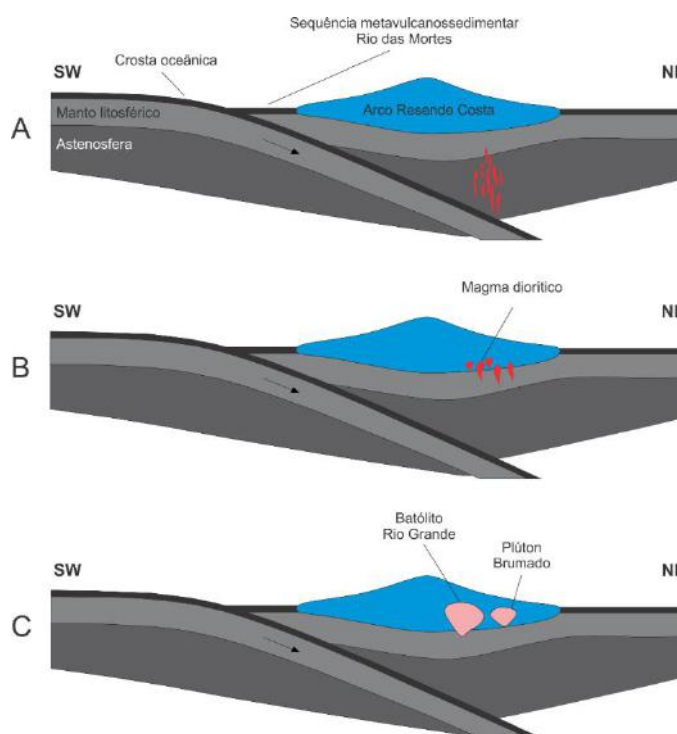 Sequência metavulcanossedimentar
Rio das Mortes
Crosta oceânica
SW
Manto litosférico
Arco Resende Costa
A
Astenosfera
Magma diorítico
SW
B
Batólito
Rio Grande
Plúton
Brumado
SW
C